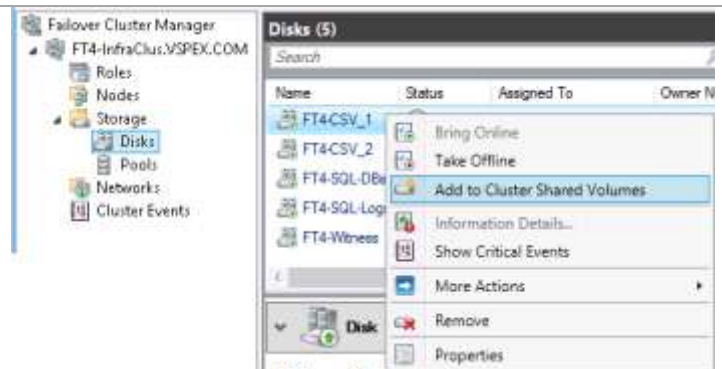 Failover Cluster Manager
FT4-InfraClus.VSPEX.COM
Roles
Nodes
Storage
Disks
Pools
Networks
Cluster Events
Disks (5)
Search
Name Status Assigned To Owner N
FT4-CSV_1
FT4-CSV_2
FT4-SQL-DBe
FT4-SQL-Logs
FT4-Witness
Bring Online
Take Offline
Add to Cluster Shared Volumes
Information Details...
Show Critical Events
More Actions
Remove
Properties
Disk